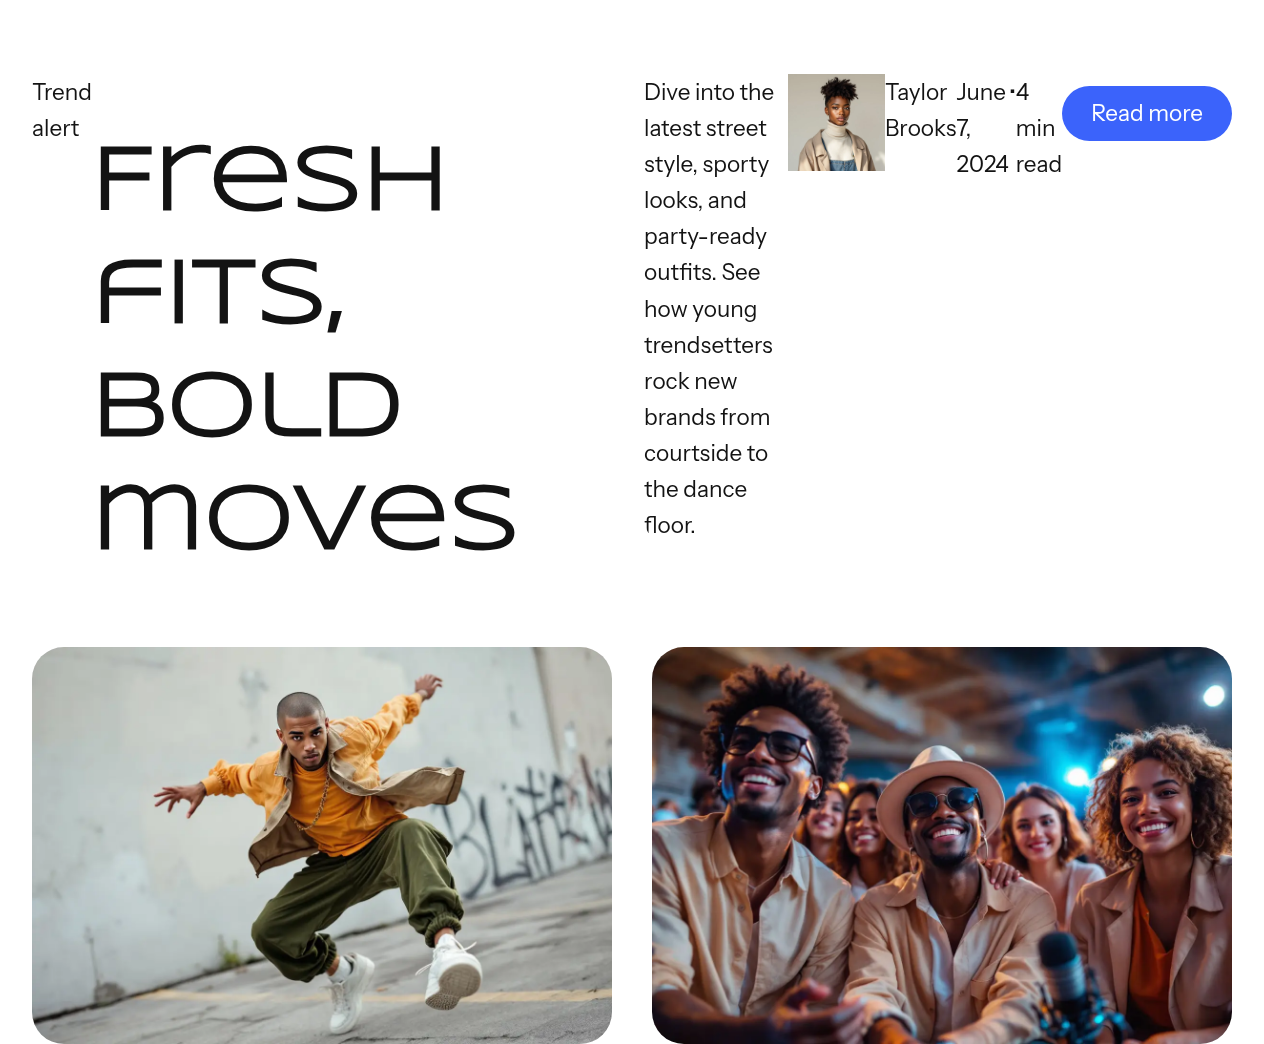 Trend
alert
Fresh
Fits,
Bold
moves
Dive into the
latest street
style, sporty
looks, and
party-ready
outfits. See
how young
trendsetters
rock new
brands from
courtside to
the dance
floor.
Taylor
Brooks
June
7,
2024
·
4
min
read
Read more